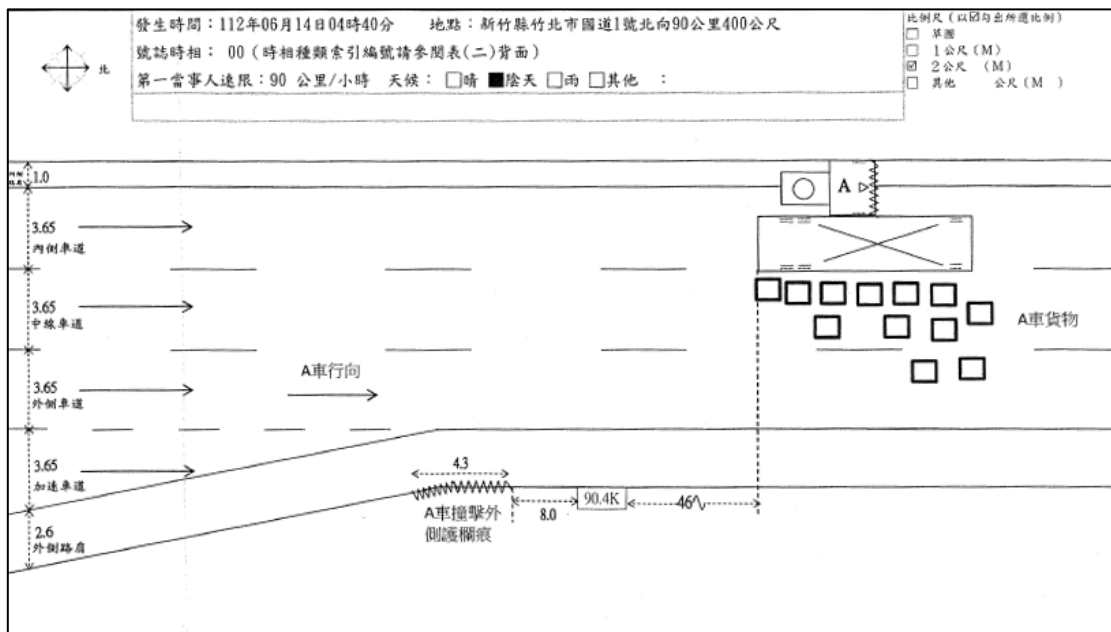 發生時間：112年06月14日04時40分 地點：新竹縣竹北市國道1號北向90公里400公尺
號誌時相： 00 (時相種類索引編號請參閱表(二)背面)
第一當事人速限：90 公里/小時 天候：□晴 ■陰天 □雨 □其他 ：
比例尺 (以☑勾出所選比例)
□ 草圖
□ 1公尺 (M)
☑ 2公尺 (M)
□ 其他 公尺 (M )
北
1.0
A
3.65
內側車道
3.65
中線車道
A車貨物
3.65
外側車道
A車行向
3.65
加速車道
4.3
A車撞擊外
側護欄痕
8.0
90.4K
46
2.6
外側路肩